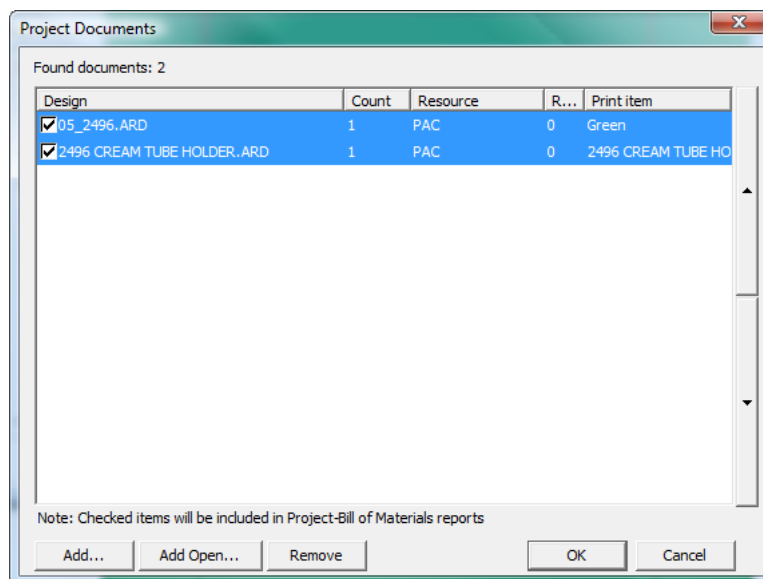 Project Documents
Found documents: 2
Design Count Resource R... Print item
05_2496.ARD 1 PAC 0 Green
2496 CREAM TUBE HOLDER.ARD 1 PAC 0 2496 CREAM TUBE HO
Note: Checked items will be included in Project-Bill of Materials reports
Add... Add Open... Remove OK Cancel